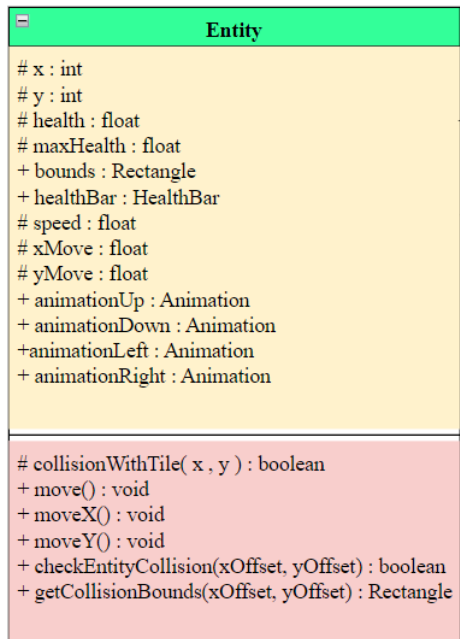 Entity
# x : int
# y : int
# health : float
# maxHealth : float
+ bounds : Rectangle
+ healthBar : HealthBar
# speed : float
# xMove : float
# yMove : float
+ animationUp : Animation
+ animationDown : Animation
+animationLeft : Animation
+ animationRight : Animation
# collisionWithTile( x , y ) : boolean
+ move() : void
+ moveX() : void
+ moveY() : void
+ checkEntityCollision(xOffset, yOffset) : boolean
+ getCollisionBounds(xOffset, yOffset) : Rectangle